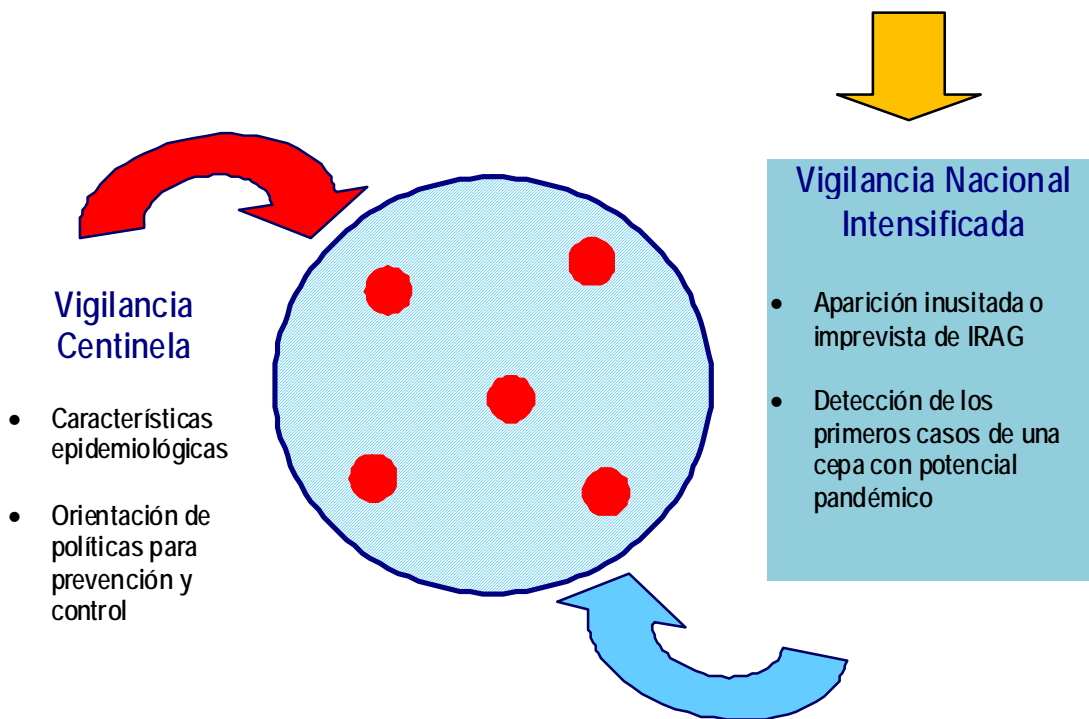 Vigilancia
Centinela
• Características
epidemiológicas
• Orientación de
políticas para
prevención y
control
Vigilancia Nacional
Intensificada
• Aparición inusitada o
imprevista de IRAG
• Detección de los
primeros casos de una
cepa con potencial
pandémico